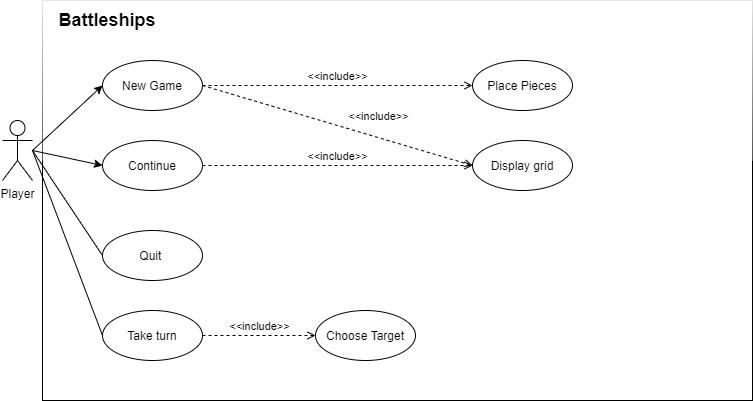 Battleships
New Game
<<include>>
Place Pieces
<<include>>
Player
Continue
<<include>>
Display grid
Quit
Take turn
<<include>>
Choose Target